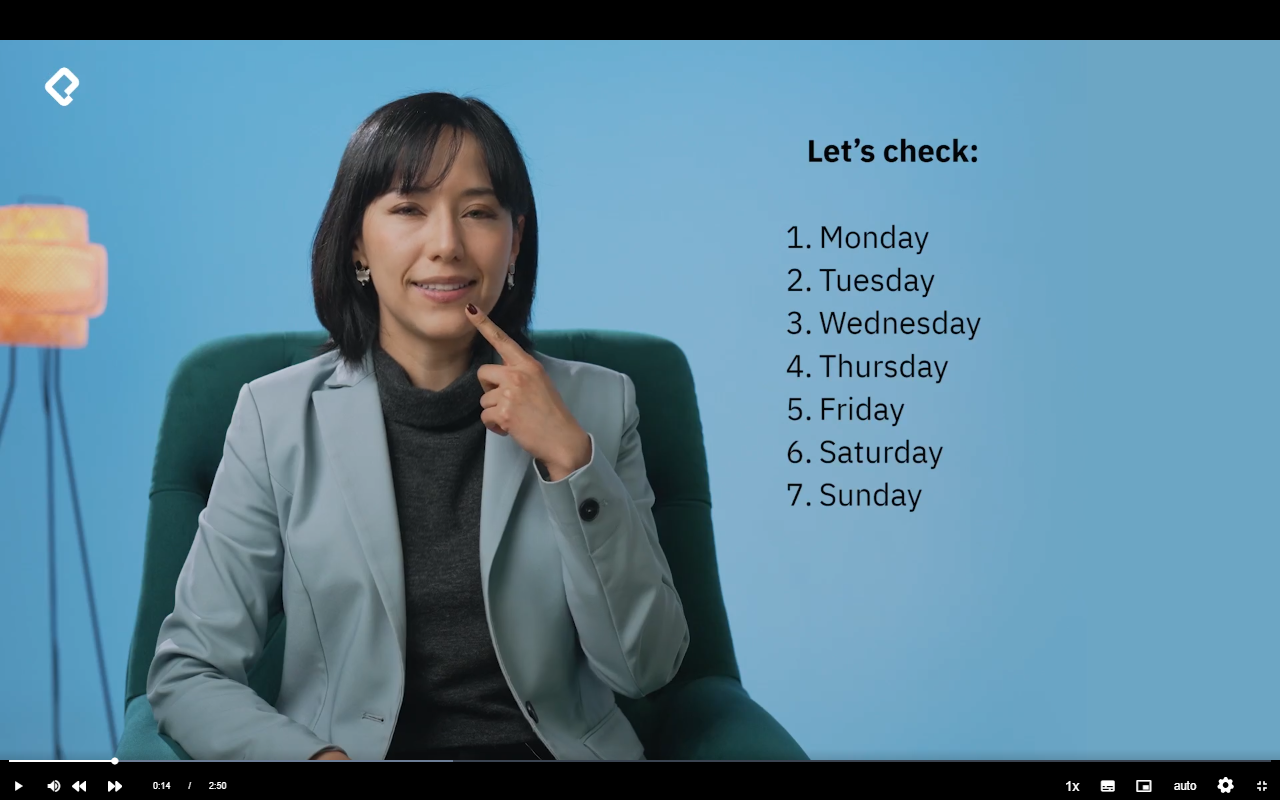 Let’s check:
1. Monday
2. Tuesday
3. Wednesday
4. Thursday
5. Friday
6. Saturday
7. Sunday
0:14 / 2:50
1x
auto